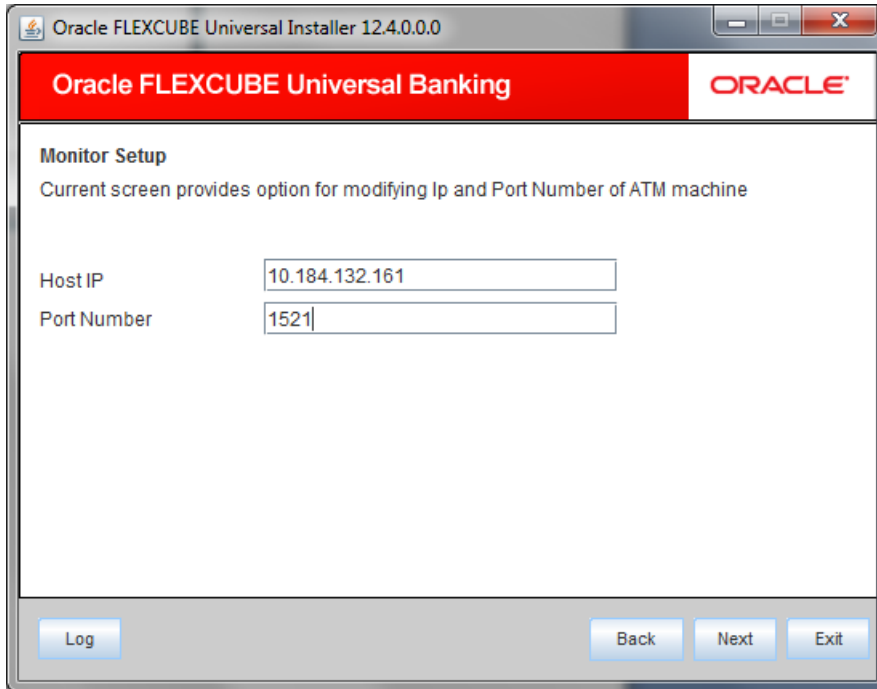 Oracle FLEXCUBE Universal Installer 12.4.0.0.0
Oracle FLEXCUBE Universal Banking
ORACLE
Monitor Setup
Current screen provides option for modifying Ip and Port Number of ATM machine
Host IP 10.184.132.161
Port Number 1521
Log Back Next Exit